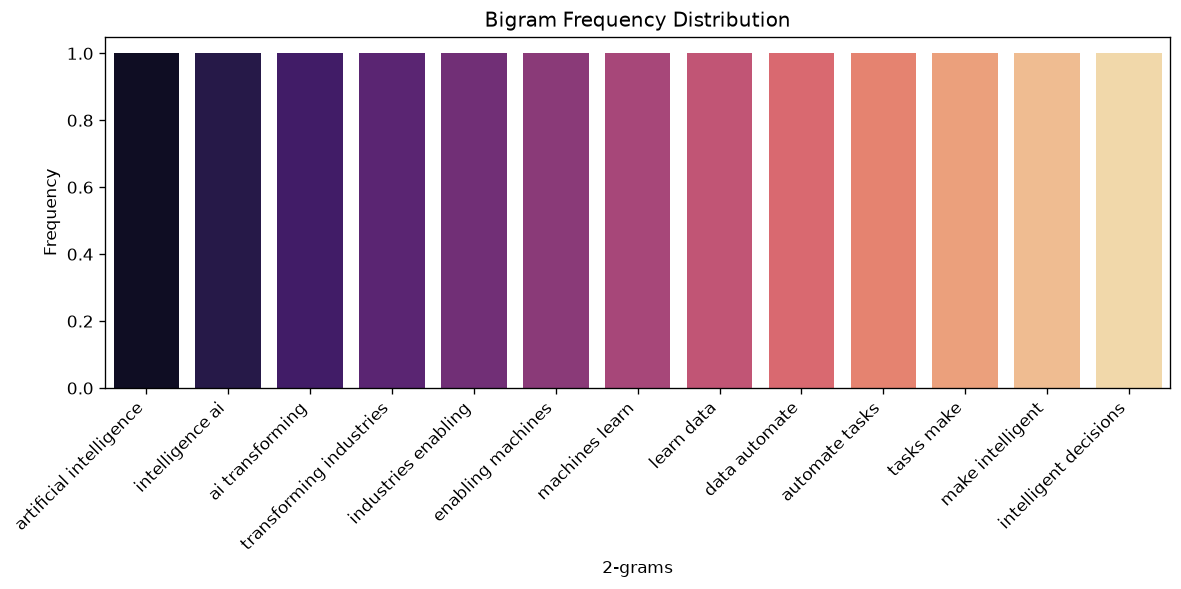 Bigram Frequency Distribution
Frequency
1.0
0.8
0.6
0.4
0.2
0.0
artificial intelligence
intelligence ai
ai transforming
transforming industries
industries enabling
enabling machines
machines learn
learn data
data automate
automate tasks
tasks make
make intelligent
intelligent decisions
2-grams